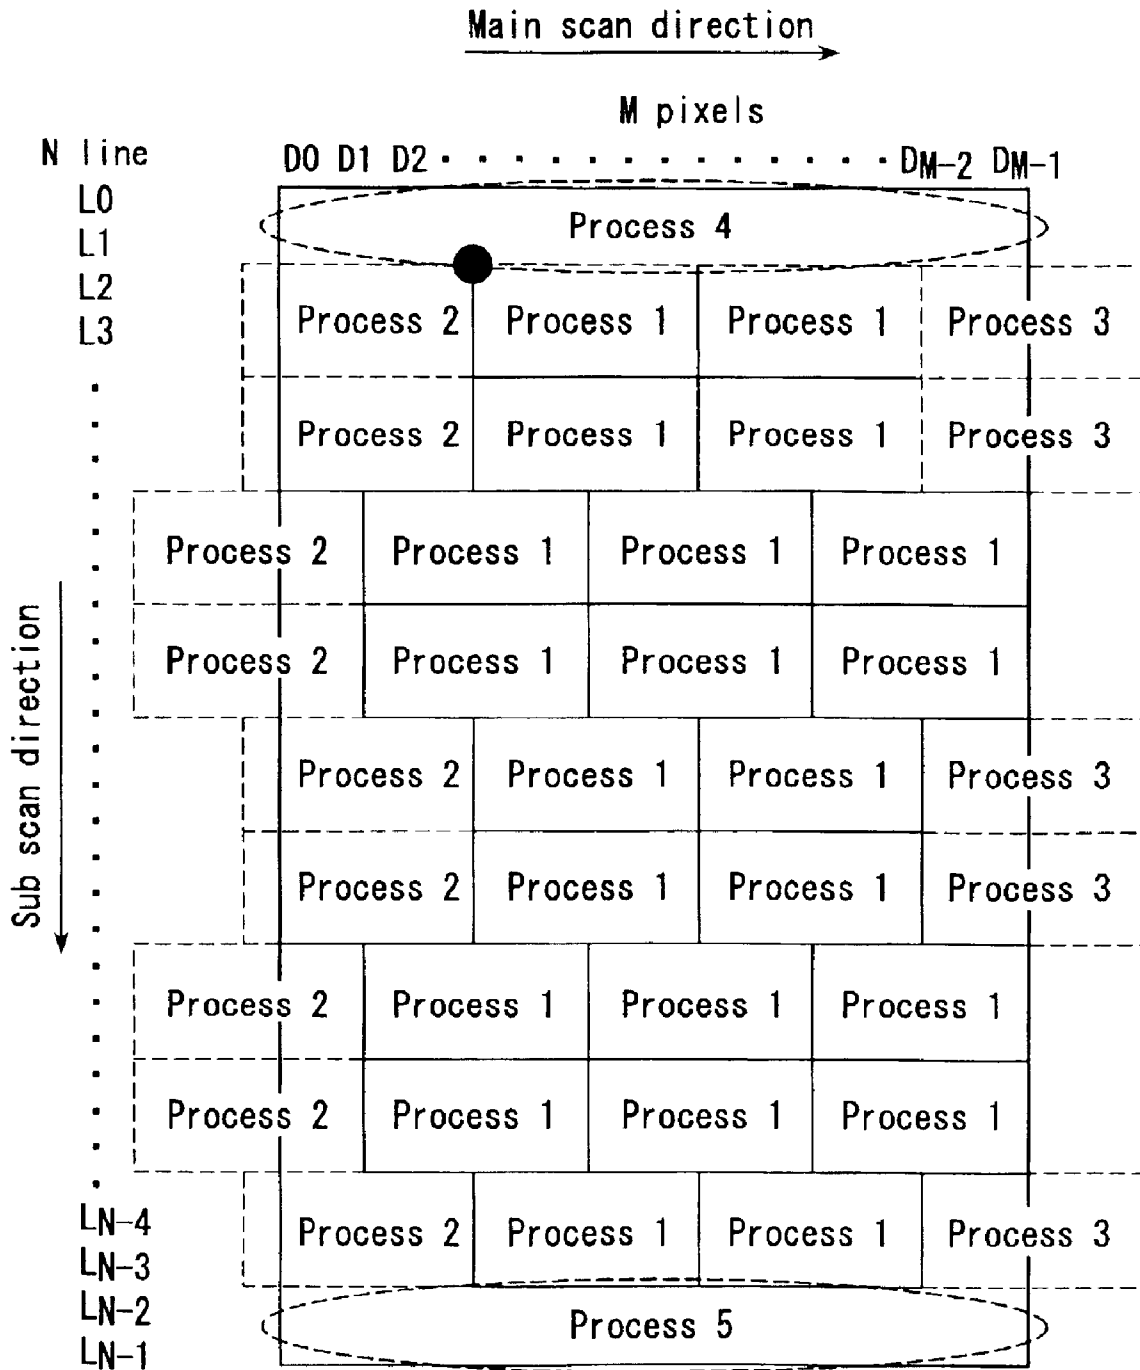 Main scan direction
M pixels
N line
D0 D1 D2 · · · · · · · · · · · · · DM-2 DM-1
L0
Process 4
L1
L2
L3
Process 2 Process 1 Process 1 Process 3
Process 2 Process 1 Process 1 Process 3
Process 2 Process 1 Process 1 Process 1
Sub scan direction
Process 2 Process 1 Process 1 Process 1
Process 2 Process 1 Process 1 Process 3
Process 2 Process 1 Process 1 Process 3
Process 2 Process 1 Process 1 Process 1
Process 2 Process 1 Process 1 Process 1
LN-4
Process 2 Process 1 Process 1 Process 3
LN-3
LN-2
Process 5
LN-1